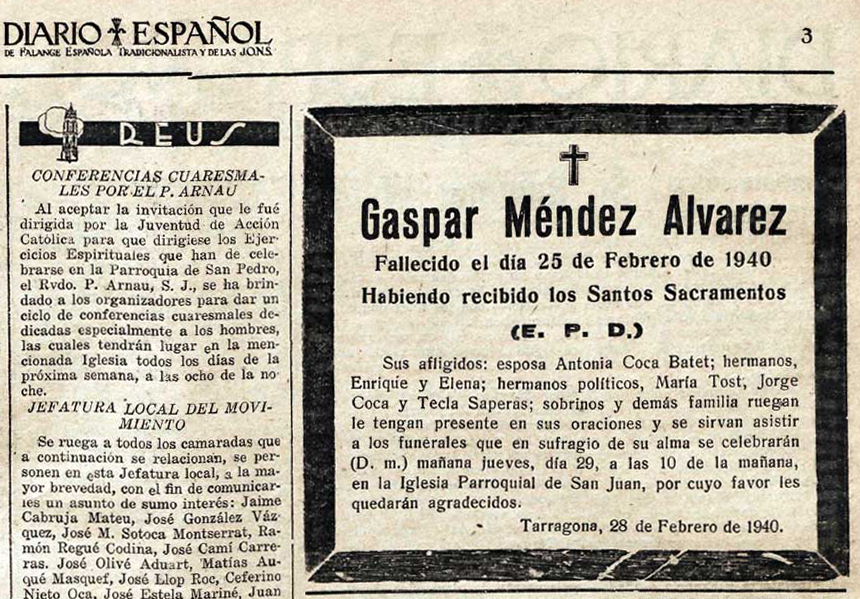 DIARIO ESPAÑOL
DE FALANGE ESPAÑOLA TRADICIONALISTA Y DE LAS J.O.N.S.
3
REUS
CONFERENCIAS CUARESMA-
LES POR EL P. ARNAU
Al aceptar la invitación que le fué
dirigida por la Juventud de Acción
Católica para que dirigiese los Ejer-
cicios Espirituales que han de cele-
brarse en la Parroquia de San Pedro,
el Rvdo. P. Arnau, S. J., se ha brin-
dado a los organizadores para dar un
ciclo de conferencias cuaresmales de-
dicadas especialmente a los hombres,
las cuales tendrán lugar en la men-
cionada Iglesia todos los días de la
próxima semana, a las ocho de la no-
che.
JEFATURA LOCAL DEL MOVI-
MIENTO
Se ruega a todos los camaradas que
a continuación se relacionan, se per-
sonen en esta Jefatura local, a la ma-
yor brevedad, con el fin de comunicar-
les un asunto de sumo interés: Jaime
Cabruja Mateu, José González Váz-
quez, José M. Sotoca Montserrat, Ra-
món Regué Codina, José Camí Carre-
ras. José Olivé Aduart, Matías Au-
qué Masquef, José Llop Roc, Ceferino
Nieto Oca, José Estela Mariné, Juan
Gaspar Méndez Alvarez
Fallecido el día 25 de Febrero de 1940
Habiendo recibido los Santos Sacramentos
(E. P. D.)
Sus afligidos: esposa Antonia Coca Batet; hermanos,
Enrique y Elena; hermanos políticos, María Tost, Jorge
Coca y Tecla Saperas; sobrinos y demás familia ruegan
le tengan presente en sus oraciones y se sirvan asistir
a los funerales que en sufragio de su alma se celebrarán
(D. m.) mañana jueves, día 29, a las 10 de la mañana,
en la Iglesia Parroquial de San Juan, por cuyo favor les
quedarán agradecidos.
Tarragona, 28 de Febrero de 1940.